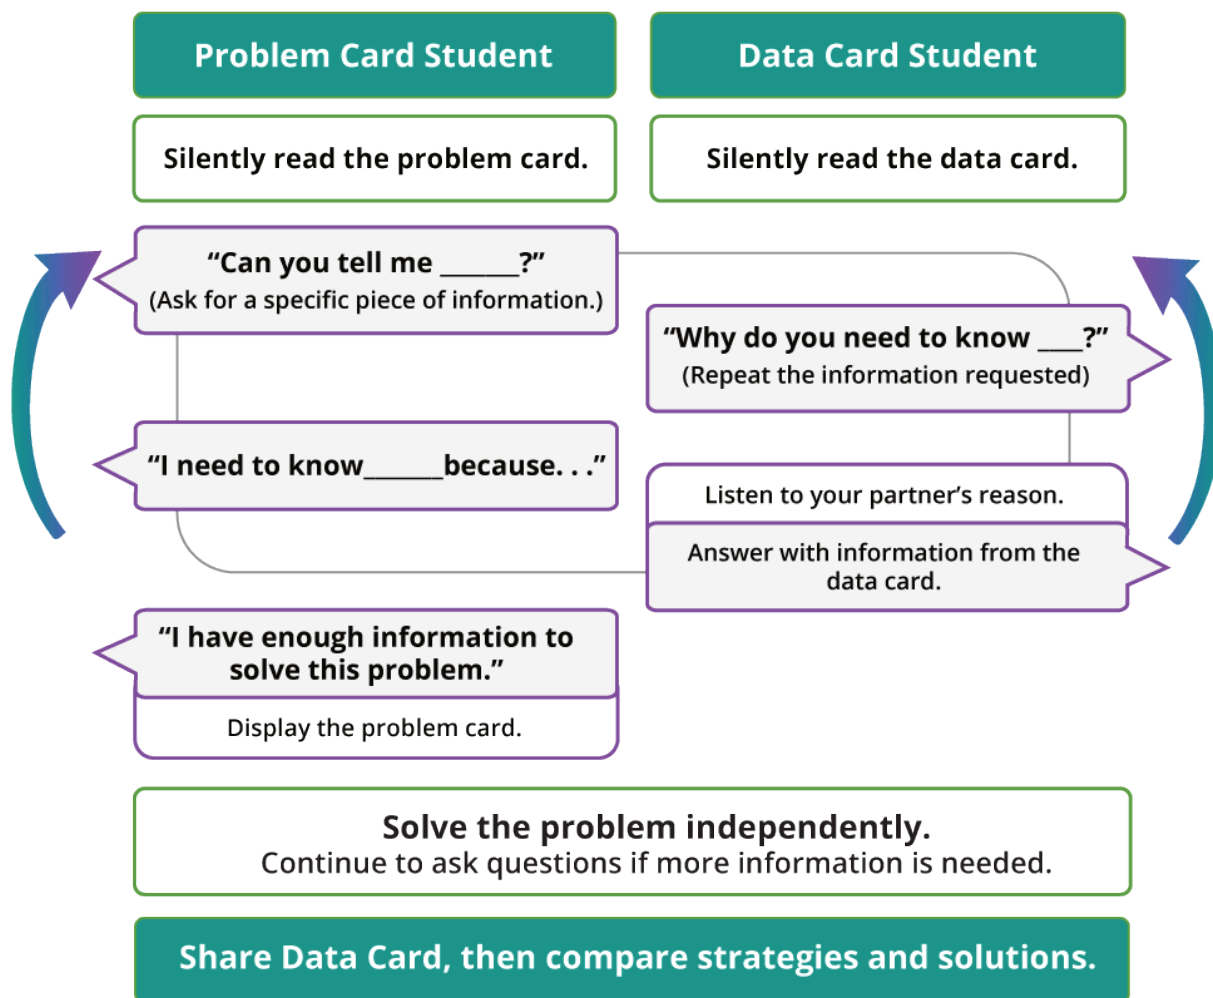 Problem Card Student
Data Card Student
Silently read the problem card.
Silently read the data card.
“Can you tell me ______?”
(Ask for a specific piece of information.)
“Why do you need to know ___?”
(Repeat the information requested)
“I need to know______because. . .”
Listen to your partner’s reason.
Answer with information from the
data card.
“I have enough information to
solve this problem.”
Display the problem card.
Solve the problem independently.
Continue to ask questions if more information is needed.
Share Data Card, then compare strategies and solutions.